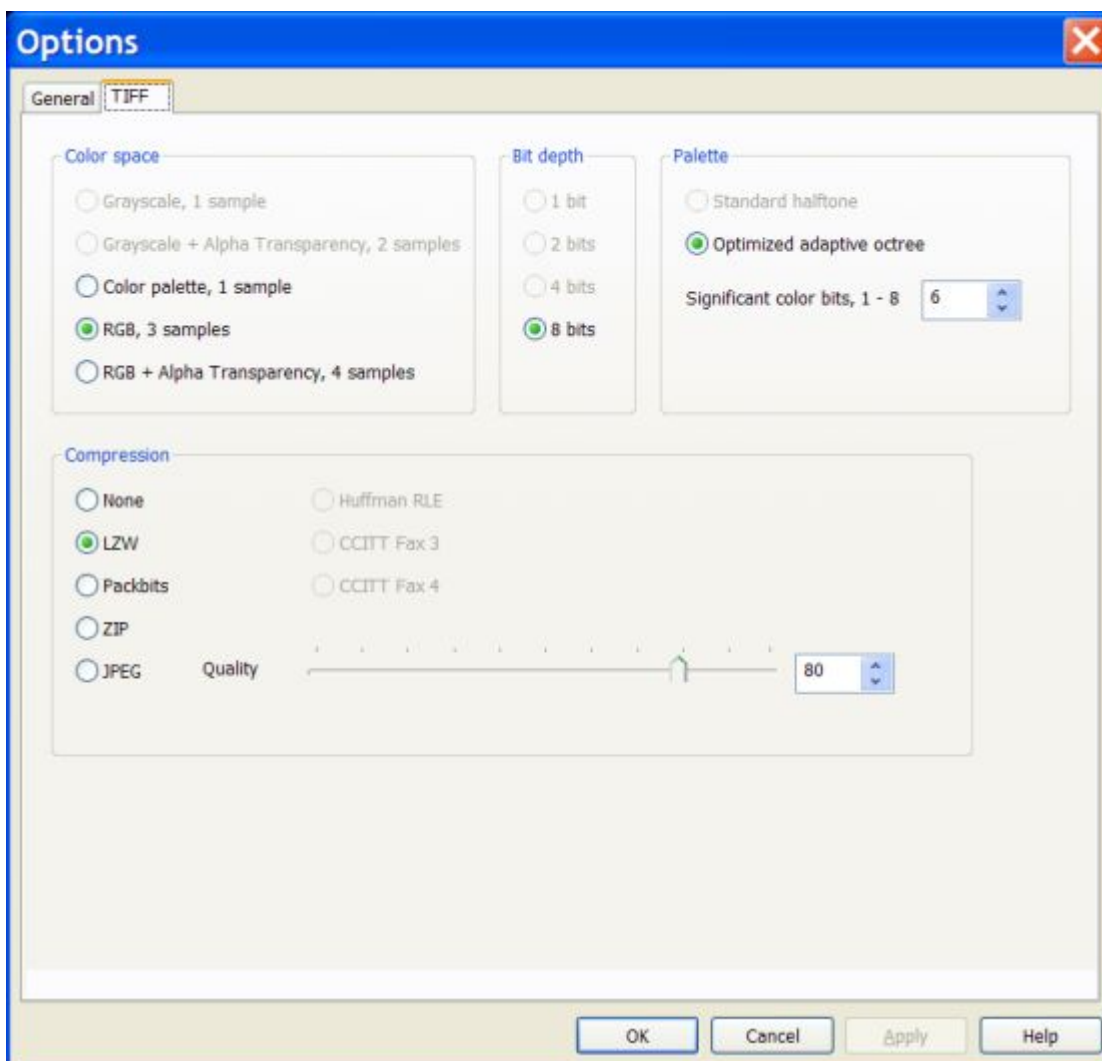 Options
General TIFF
Color space
Grayscale, 1 sample
Grayscale + Alpha Transparency, 2 samples
Color palette, 1 sample
RGB, 3 samples
RGB + Alpha Transparency, 4 samples
Bit depth
1 bit
2 bits
4 bits
8 bits
Palette
Standard halftone
Optimized adaptive octree
Significant color bits, 1 - 8 6
Compression
None
LZW
Packbits
ZIP
JPEG
Huffman RLE
CCITT Fax 3
CCITT Fax 4
Quality 80
OK Cancel Apply Help